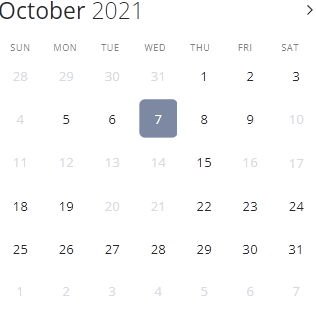 October 2021
SUN MON TUE WED THU FRI SAT
28 29 30 31 1 2 3
4 5 6 7 8 9 10
11 12 13 14 15 16 17
18 19 20 21 22 23 24
25 26 27 28 29 30 31
1 2 3 4 5 6 7